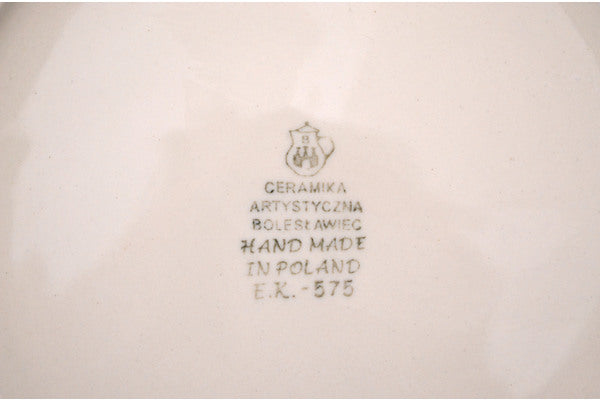 B
CERAMIKA
ARTYSTYCZNA
BOLESŁAWIEC
HAND MADE
IN POLAND
E.K.-575